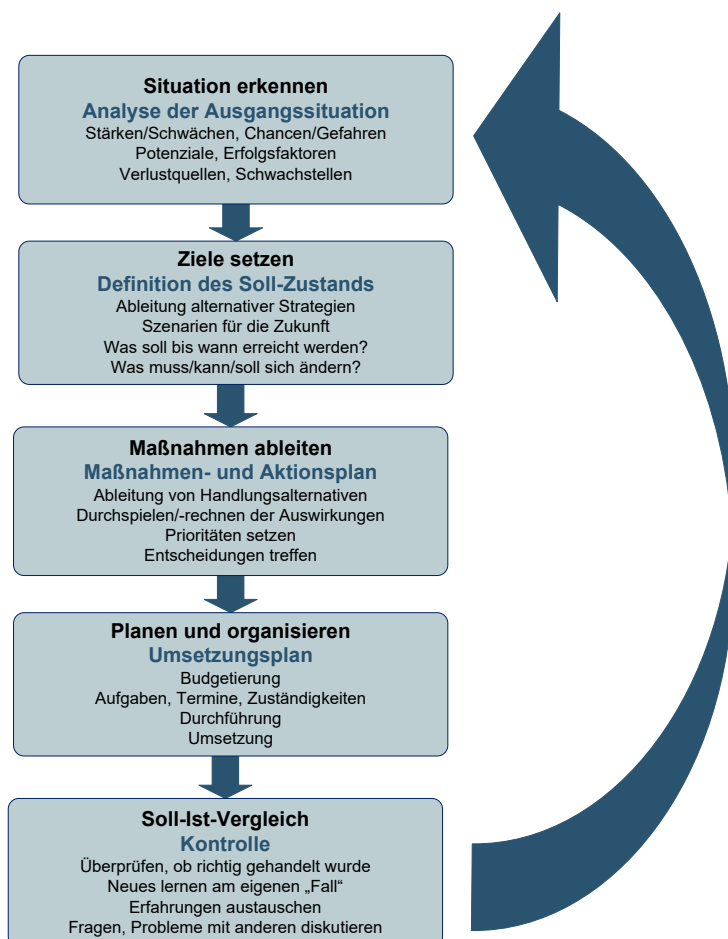 Situation erkennen
Analyse der Ausgangssituation
Stärken/Schwächen, Chancen/Gefahren
Potenziale, Erfolgsfaktoren
Verlustquellen, Schwachstellen
Ziele setzen
Definition des Soll-Zustands
Ableitung alternativer Strategien
Szenarien für die Zukunft
Was soll bis wann erreicht werden?
Was muss/kann/soll sich ändern?
Maßnahmen ableiten
Maßnahmen- und Aktionsplan
Ableitung von Handlungsalternativen
Durchspielen/-rechnen der Auswirkungen
Prioritäten setzen
Entscheidungen treffen
Planen und organisieren
Umsetzungsplan
Budgetierung
Aufgaben, Termine, Zuständigkeiten
Durchführung
Umsetzung
Soll-Ist-Vergleich
Kontrolle
Überprüfen, ob richtig gehandelt wurde
Neues lernen am eigenen „Fall“
Erfahrungen austauschen
Fragen, Probleme mit anderen diskutieren